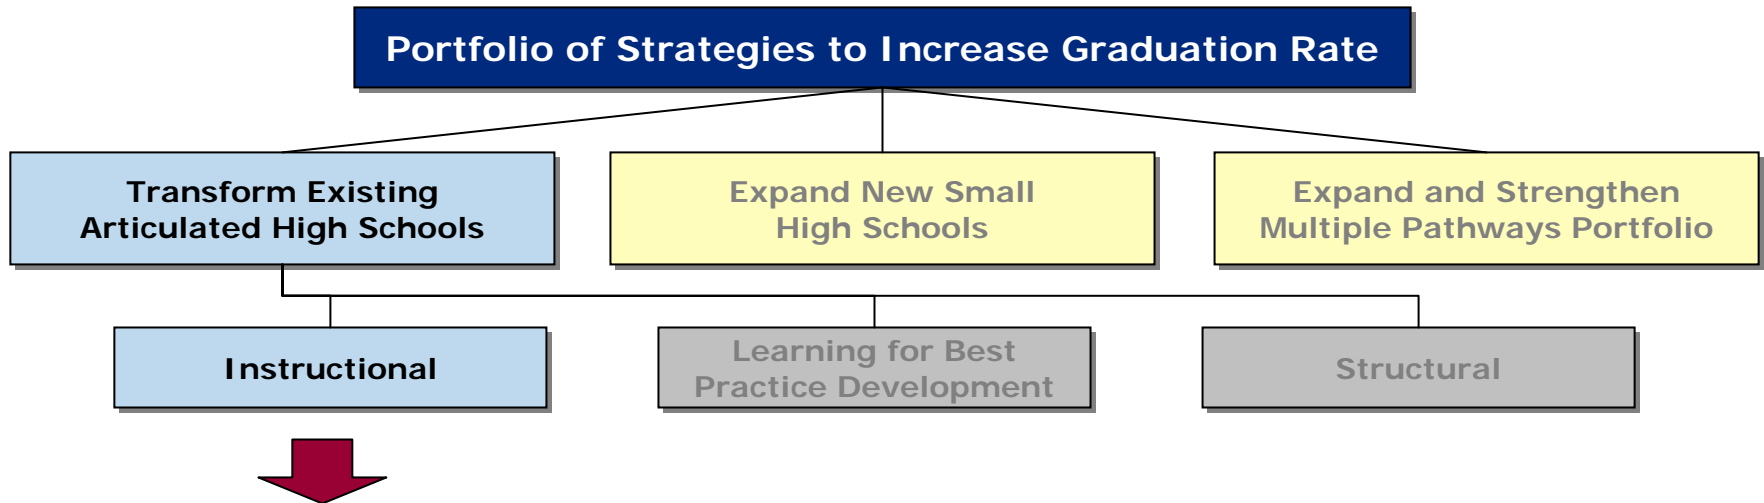 Portfolio of Strategies to Increase Graduation Rate
Transform Existing
Articulated High Schools
Expand New Small
High Schools
Expand and Strengthen
Multiple Pathways Portfolio
Instructional
Learning for Best
Practice Development
Structural